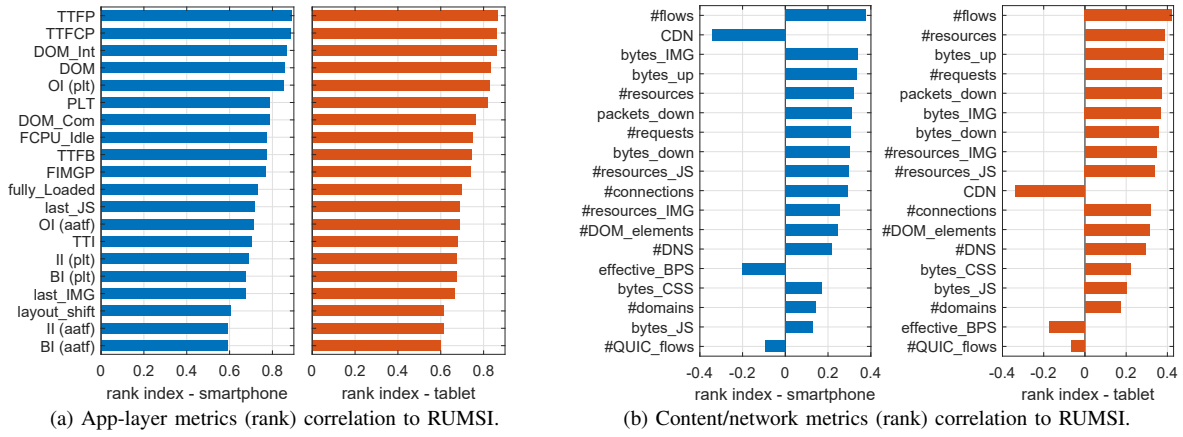 TTFP
TTFCP
DOM_Int
DOM
OI (plt)
PLT
DOM_Com
FCPU_Idle
TTFB
FIMGP
fully_Loaded
last_JS
OI (aatf)
TTI
II (plt)
BI (plt)
last_IMG
layout_shift
II (aatf)
BI (aatf)
0 0.2 0.4 0.6 0.8
rank index - smartphone
0 0.2 0.4 0.6 0.8
rank index - tablet
(a) App-layer metrics (rank) correlation to RUMSI.
#flows
CDN
bytes_IMG
bytes_up
#resources
packets_down
#requests
bytes_down
#resources_JS
#connections
#resources_IMG
#DOM_elements
#DNS
effective_BPS
bytes_CSS
#domains
bytes_JS
#QUIC_flows
-0.4 -0.2 0 0.2 0.4
rank index - smartphone
#flows
#resources
bytes_up
#requests
packets_down
bytes_IMG
bytes_down
#resources_IMG
#resources_JS
CDN
#connections
#DOM_elements
#DNS
bytes_CSS
bytes_JS
#domains
effective_BPS
#QUIC_flows
-0.4 -0.2 0 0.2 0.4
rank index - tablet
(b) Content/network metrics (rank) correlation to RUMSI.